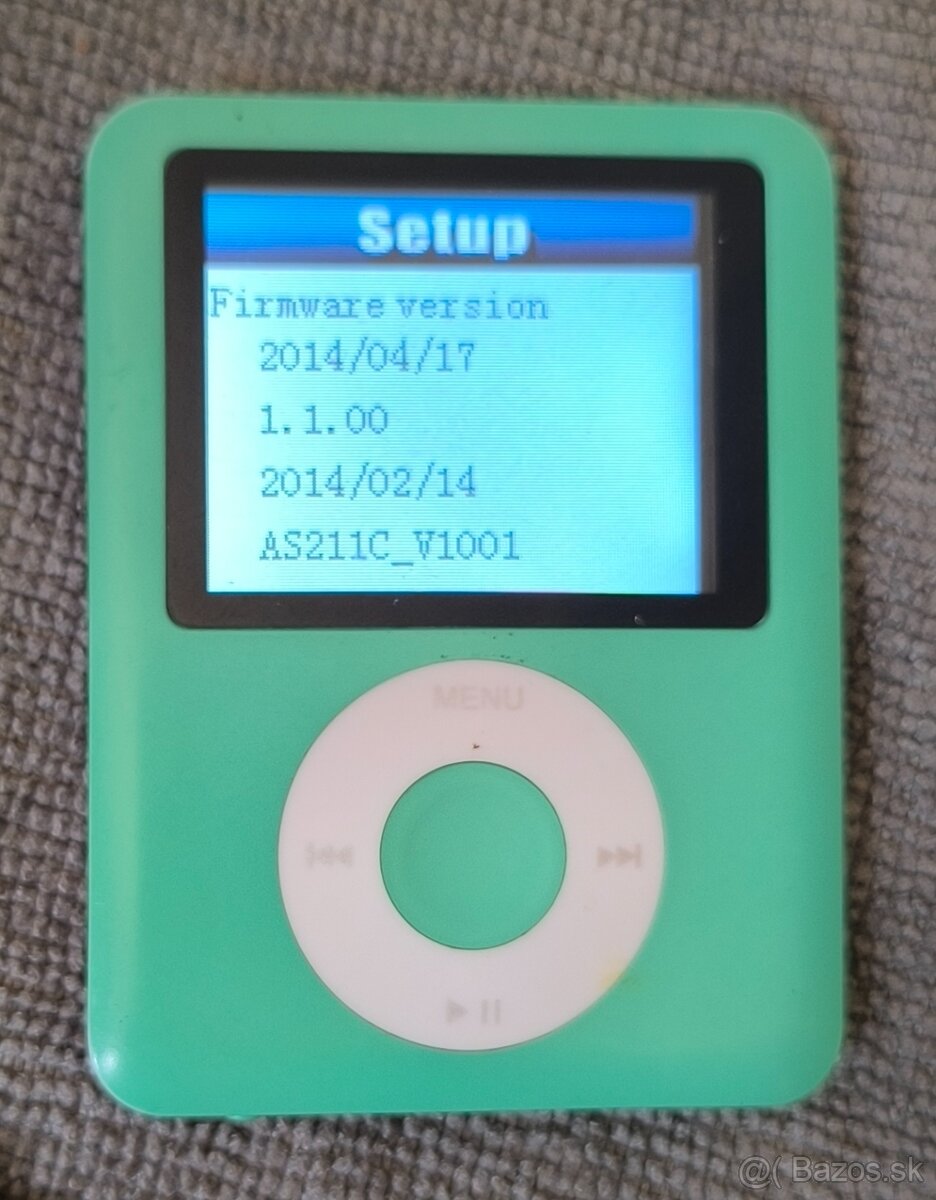 Setup
Firmware version
2014/04/17
1.1.00
2014/02/14
AS211C_V1001
MENU
@( Bazos.sk